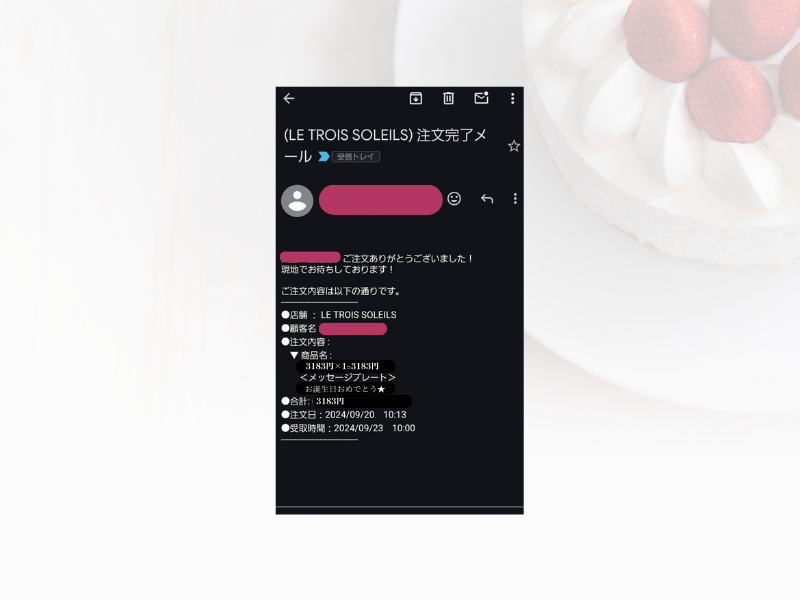 (LE TROIS SOLEILS) 注文完了メ
ール 受信トレイ
ご注文ありがとうございました！
現地でお待ちしております！
ご注文内容は以下の通りです。
------------------------------
●店舗 ： LE TROIS SOLEILS
●顧客名
●注文内容 :
▼ 商品名 :
3183円×1=3183円
＜メッセージプレート＞
お誕生日おめでとう★
●合計: 3183円
●注文日 : 2024/09/20 10:13
●受取時間 : 2024/09/23 10:00
------------------------------